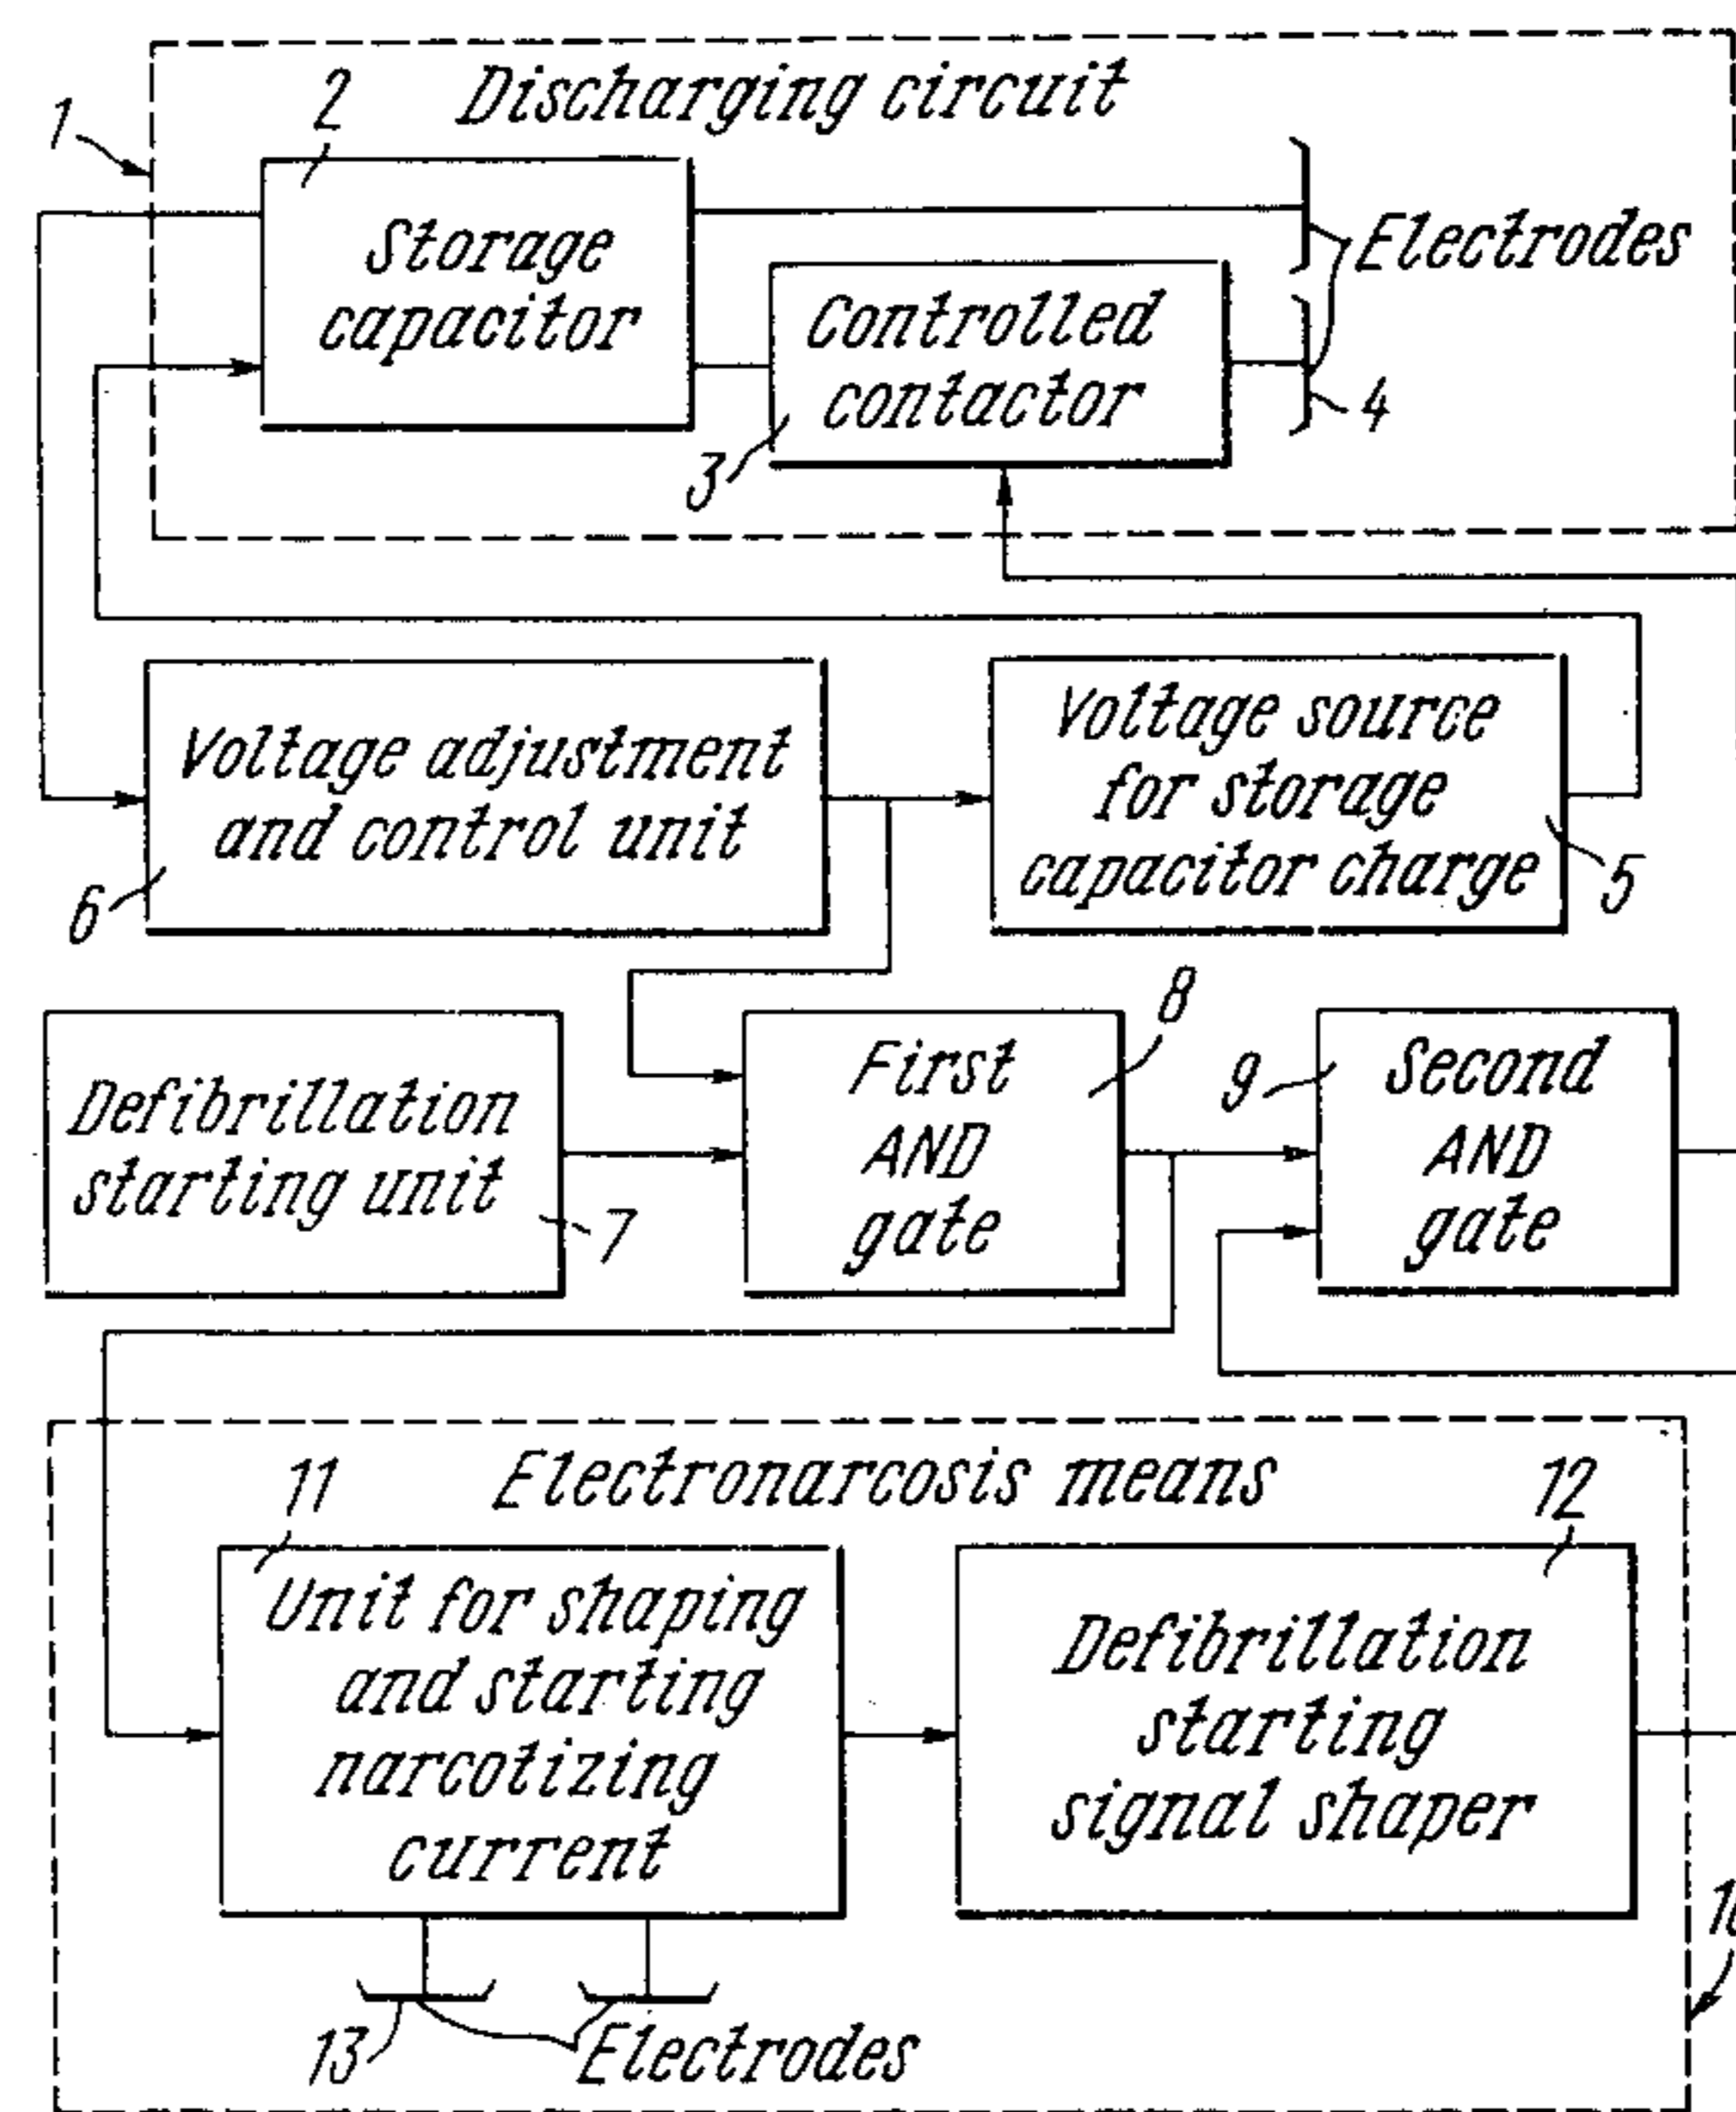 Discharging circuit
1
2
Storage
capacitor
Electrodes
Controlled
contactor
3
4
Voltage adjustment
and control unit
6
Voltage source
for storage
capacitor charge
5
Defibrillation
starting unit
7
First
AND
gate
8
9
Second
AND
gate
Electronarcosis means
11
Unit for shaping
and starting
narcotizing
current
12
Defibrillation
starting
signal shaper
13
Electrodes